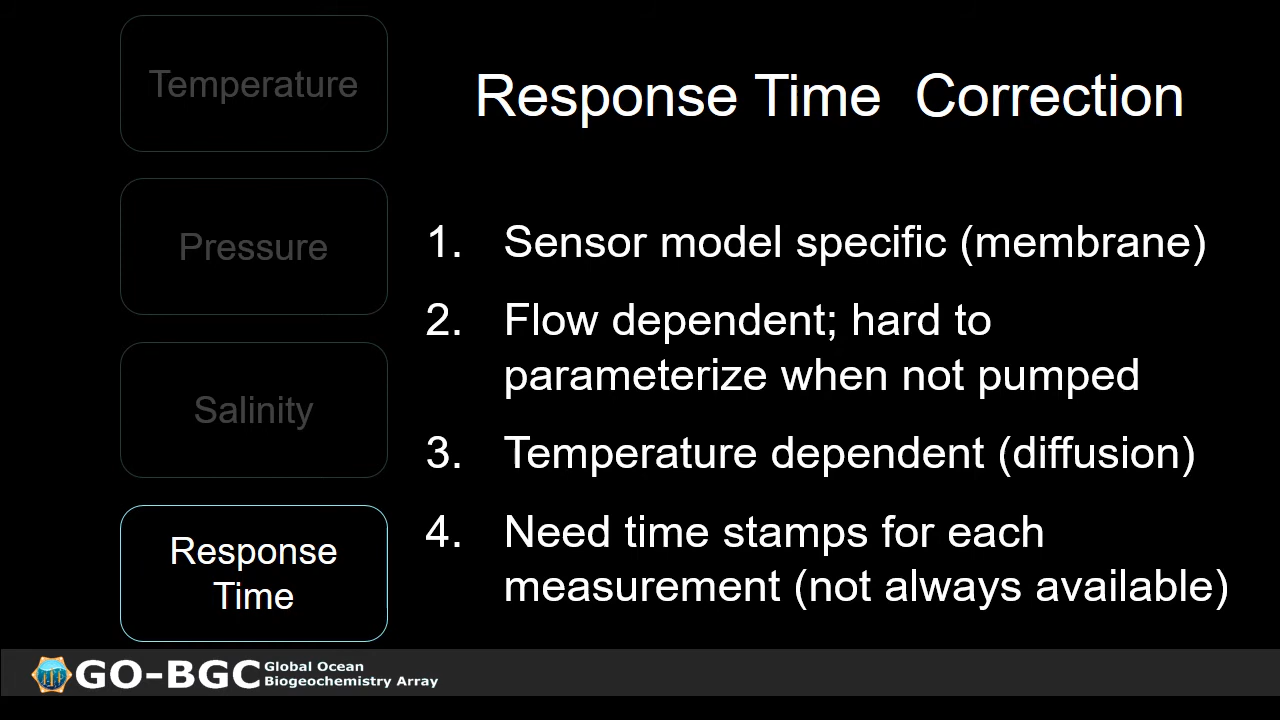 Temperature
Pressure
Salinity
Response
Time
Response Time  Correction
1. Sensor model specific (membrane)
2. Flow dependent; hard to
parameterize when not pumped
3. Temperature dependent (diffusion)
4. Need time stamps for each
measurement (not always available)
GO-BGC
Global Ocean
Biogeochemistry Array